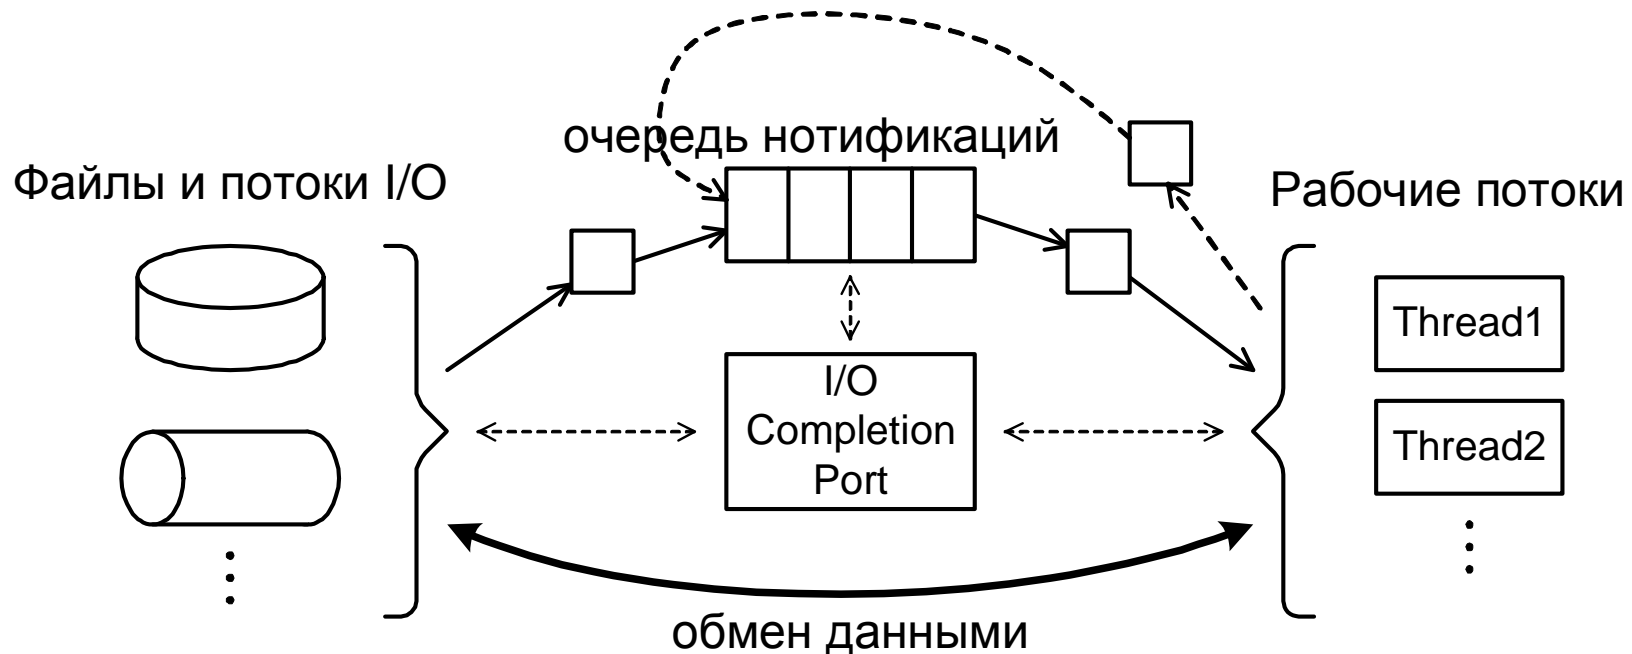 очередь нотификаций
Файлы и потоки I/O
Рабочие потоки
Thread1
I/O
Completion
Port
Thread2
обмен данными